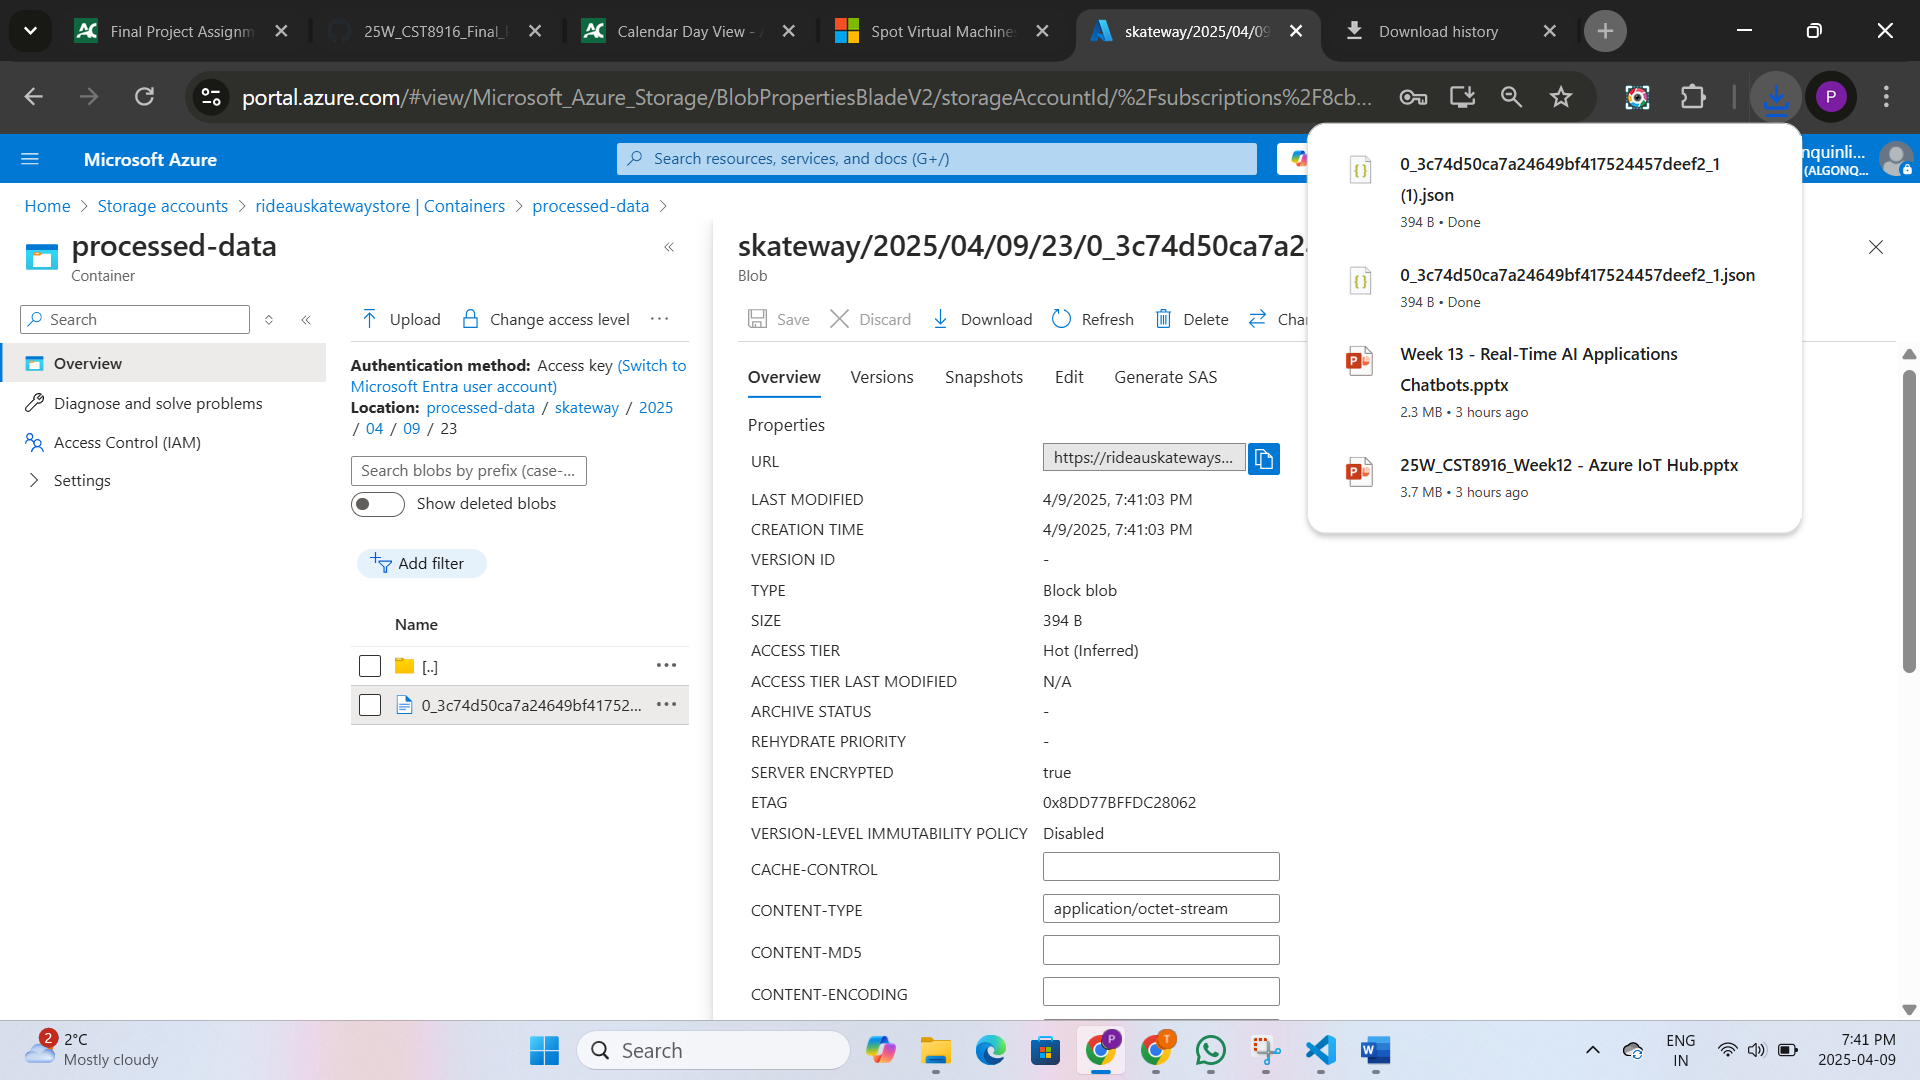 Final Project Assignm
25W_CST8916_Final_P
Calendar Day View - A
Spot Virtual Machines
skateway/2025/04/09
Download history
portal.azure.com/#view/Microsoft_Azure_Storage/BlobPropertiesBladeV2/storageAccountId/%2Fsubscriptions%2F8cb...
P
Microsoft Azure
Search resources, services, and docs (G+/)
nquinli...
(ALGONQ...
0_3c74d50ca7a24649bf417524457deef2_1
(1).json
394 B • Done
0_3c74d50ca7a24649bf417524457deef2_1.json
394 B • Done
Week 13 - Real-Time AI Applications
Chatbots.pptx
2.3 MB • 3 hours ago
25W_CST8916_Week12 - Azure IoT Hub.pptx
3.7 MB • 3 hours ago
Home > Storage accounts > rideauskatewaystore | Containers > processed-data >
processed-data
Container
Search
Overview
Diagnose and solve problems
Access Control (IAM)
Settings
Upload
Change access level
Authentication method: Access key (Switch to
Microsoft Entra user account)
Location: processed-data / skateway / 2025
/ 04 / 09 / 23
Search blobs by prefix (case-...
Show deleted blobs
Add filter
Name
[..]
0_3c74d50ca7a24649bf41752...
skateway/2025/04/09/23/0_3c74d50ca7a2
Blob
Save
Discard
Download
Refresh
Delete
Chan
Overview
Versions
Snapshots
Edit
Generate SAS
Properties
URL https://rideauskateways...
LAST MODIFIED 4/9/2025, 7:41:03 PM
CREATION TIME 4/9/2025, 7:41:03 PM
VERSION ID -
TYPE Block blob
SIZE 394 B
ACCESS TIER Hot (Inferred)
ACCESS TIER LAST MODIFIED N/A
ARCHIVE STATUS -
REHYDRATE PRIORITY -
SERVER ENCRYPTED true
ETAG 0x8DD77BFFDC28062
VERSION-LEVEL IMMUTABILITY POLICY Disabled
CACHE-CONTROL
CONTENT-TYPE application/octet-stream
CONTENT-MD5
CONTENT-ENCODING
2
2°C
Mostly cloudy
Search
P
T
ENG
IN
7:41 PM
2025-04-09